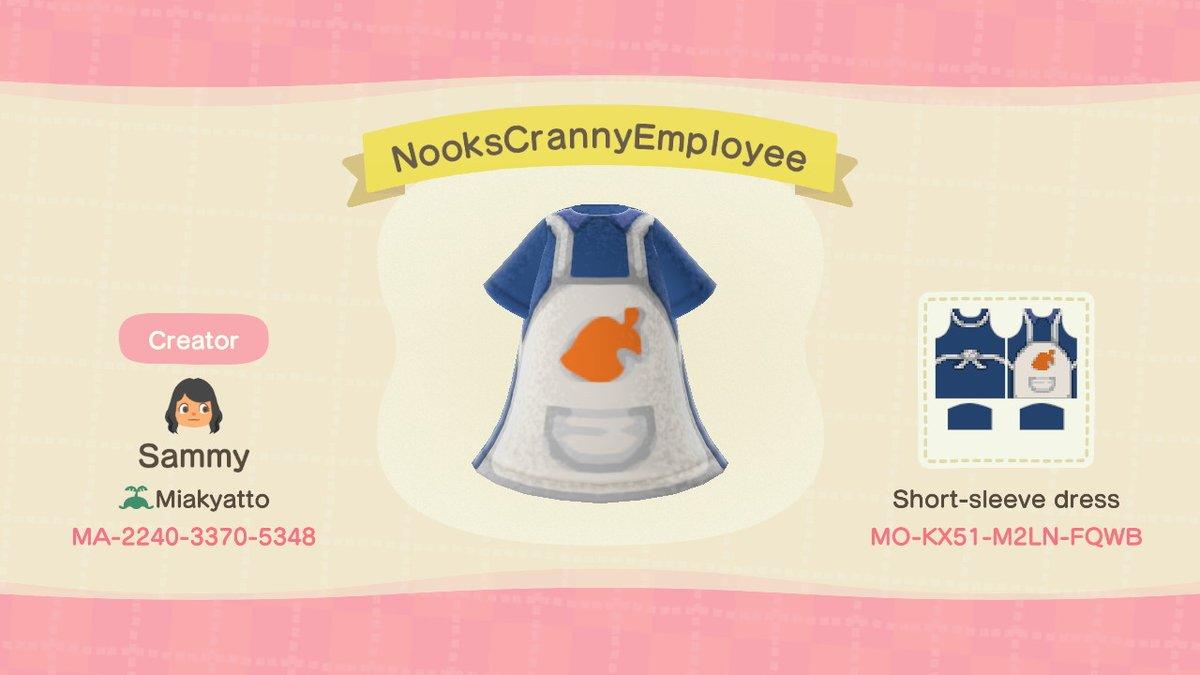 NooksCrannyEmployee
Creator
Sammy
Miakyatto
MA-2240-3370-5348
Short-sleeve dress
MO-KX51-M2LN-FQWB